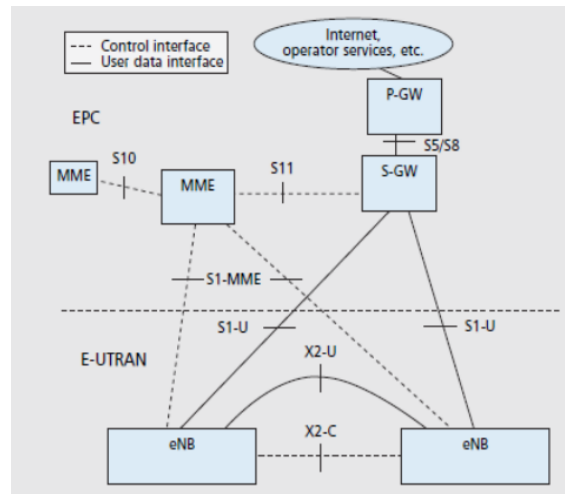 Internet,
operator services, etc.
Control interface
User data interface
P-GW
EPC
S5/S8
S10
S11
MME
MME
S-GW
S1-MME
S1-U
S1-U
E-UTRAN
X2-U
X2-C
eNB
eNB